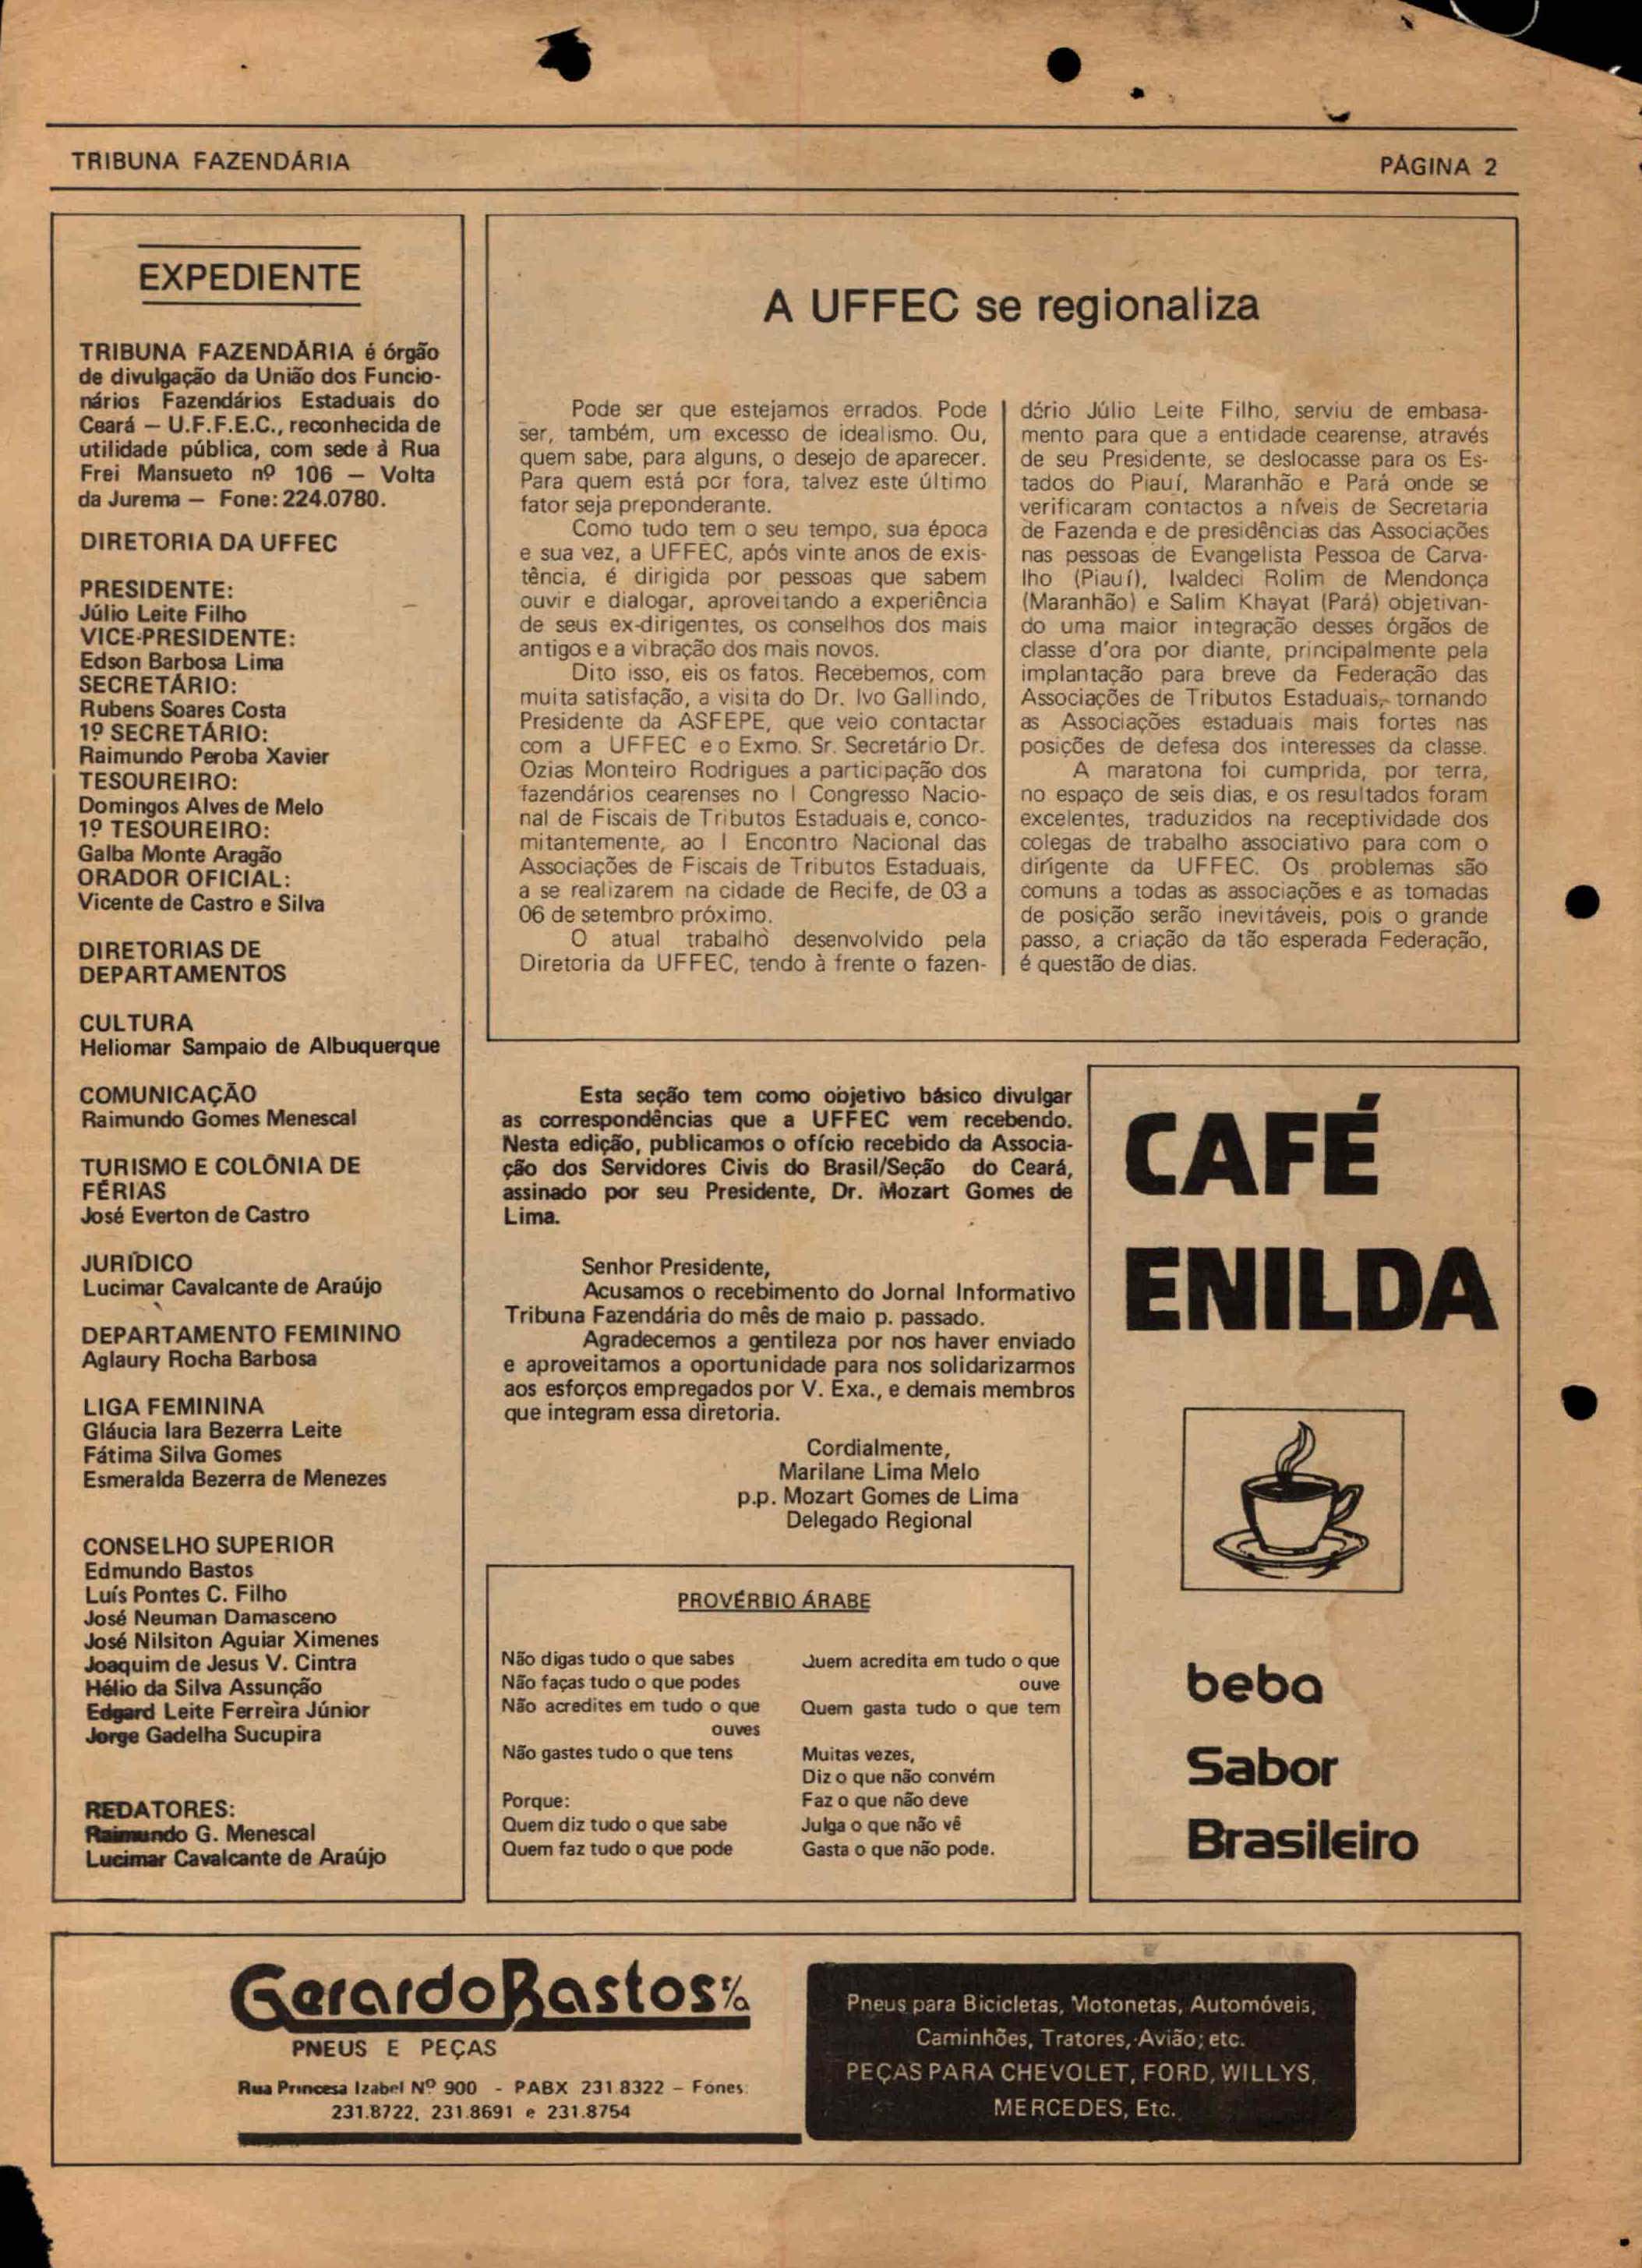 TRIBUNA FAZENDÁRIA
PÁGINA 2
EXPEDIENTE
TRIBUNA FAZENDÁRIA é órgão
de divulgação da União dos Funcio-
nários Fazendários Estaduais do
Ceará — U.F.F.E.C., reconhecida de
utilidade pública, com sede à Rua
Frei Mansueto nº 106 — Volta
da Jurema — Fone: 224.0780.
DIRETORIA DA UFFEC
PRESIDENTE:
Júlio Leite Filho
VICE-PRESIDENTE:
Edson Barbosa Lima
SECRETÁRIO:
Rubens Soares Costa
1º SECRETÁRIO:
Raimundo Peroba Xavier
TESOUREIRO:
Domingos Alves de Melo
1º TESOUREIRO:
Galba Monte Aragão
ORADOR OFICIAL:
Vicente de Castro e Silva
DIRETORIAS DE
DEPARTAMENTOS
CULTURA
Heliomar Sampaio de Albuquerque
COMUNICAÇÃO
Raimundo Gomes Menescal
TURISMO E COLÔNIA DE
FÉRIAS
José Everton de Castro
JURÍDICO
Lucimar Cavalcante de Araújo
DEPARTAMENTO FEMININO
Aglaury Rocha Barbosa
LIGA FEMININA
Gláucia Iara Bezerra Leite
Fátima Silva Gomes
Esmeralda Bezerra de Menezes
CONSELHO SUPERIOR
Edmundo Bastos
Luís Pontes C. Filho
José Neuman Damasceno
José Nilsiton Aguiar Ximenes
Joaquim de Jesus V. Cintra
Hélio da Silva Assunção
Edgard Leite Ferreira Júnior
Jorge Gadelha Sucupira
REDATORES:
Raimundo G. Menescal
Lucimar Cavalcante de Araújo
A UFFEC se regionaliza
Pode ser que estejamos errados. Pode
ser, também, um excesso de idealismo. Ou,
quem sabe, para alguns, o desejo de aparecer.
Para quem está por fora, talvez este último
fator seja preponderante.
Como tudo tem o seu tempo, sua época
e sua vez, a UFFEC, após vinte anos de exis-
tência, é dirigida por pessoas que sabem
ouvir e dialogar, aproveitando a experiência
de seus ex-dirigentes, os conselhos dos mais
antigos e a vibração dos mais novos.
Dito isso, eis os fatos. Recebemos, com
muita satisfação, a visita do Dr. Ivo Gallindo,
Presidente da ASFEPE, que veio contactar
com a UFFEC e o Exmo. Sr. Secretário Dr.
Ozias Monteiro Rodrigues a participação dos
fazendários cearenses no I Congresso Nacio-
nal de Fiscais de Tributos Estaduais e, conco-
mitantemente, ao I Encontro Nacional das
Associações de Fiscais de Tributos Estaduais,
a se realizarem na cidade de Recife, de 03 a
06 de setembro próximo.
O atual trabalho desenvolvido pela
Diretoria da UFFEC, tendo à frente o fazen-
dário Júlio Leite Filho, serviu de embasa-
mento para que a entidade cearense, através
de seu Presidente, se deslocasse para os Es-
tados do Piauí, Maranhão e Pará onde se
verificaram contactos a níveis de Secretaria
de Fazenda e de presidências das Associações
nas pessoas de Evangelista Pessoa de Carva-
lho (Piauí), Ivaldeci Rolim de Mendonça
(Maranhão) e Salim Khayat (Pará) objetivan-
do uma maior integração desses órgãos de
classe d'ora por diante, principalmente pela
implantação para breve da Federação das
Associações de Tributos Estaduais, tornando
as Associações estaduais mais fortes nas
posições de defesa dos interesses da classe.
A maratona foi cumprida, por terra,
no espaço de seis dias, e os resultados foram
excelentes, traduzidos na receptividade dos
colegas de trabalho associativo para com o
dirigente da UFFEC. Os problemas são
comuns a todas as associações e as tomadas
de posição serão inevitáveis, pois o grande
passo, a criação da tão esperada Federação,
é questão de dias.
Esta seção tem como objetivo básico divulgar
as correspondências que a UFFEC vem recebendo.
Nesta edição, publicamos o ofício recebido da Associa-
ção dos Servidores Civis do Brasil/Seção do Ceará,
assinado por seu Presidente, Dr. Mozart Gomes de
Lima.
Senhor Presidente,
Acusamos o recebimento do Jornal Informativo
Tribuna Fazendária do mês de maio p. passado.
Agradecemos a gentileza por nos haver enviado
e aproveitamos a oportunidade para nos solidarizarmos
aos esforços empregados por V. Exa., e demais membros
que integram essa diretoria.
Cordialmente,
Marilane Lima Melo
p.p. Mozart Gomes de Lima
Delegado Regional
PROVÉRBIO ÁRABE
Não digas tudo o que sabes
Não faças tudo o que podes
Não acredites em tudo o que
ouves
Não gastes tudo o que tens
Porque:
Quem diz tudo o que sabe
Quem faz tudo o que pode
Quem acredita em tudo o que
ouve
Quem gasta tudo o que tem
Muitas vezes,
Diz o que não convém
Faz o que não deve
Julga o que não vê
Gasta o que não pode.
CAFÉ
ENILDA
beba
Sabor
Brasileiro
Gerardo Bastos S/A
PNEUS E PEÇAS
Rua Princesa Izabel Nº 900 - PABX 231.8322 — Fones:
231.8722, 231.8691 e 231.8754
Pneus para Bicicletas, Motonetas, Automóveis,
Caminhões, Tratores, Avião; etc.
PEÇAS PARA CHEVOLET, FORD, WILLYS,
MERCEDES, Etc.